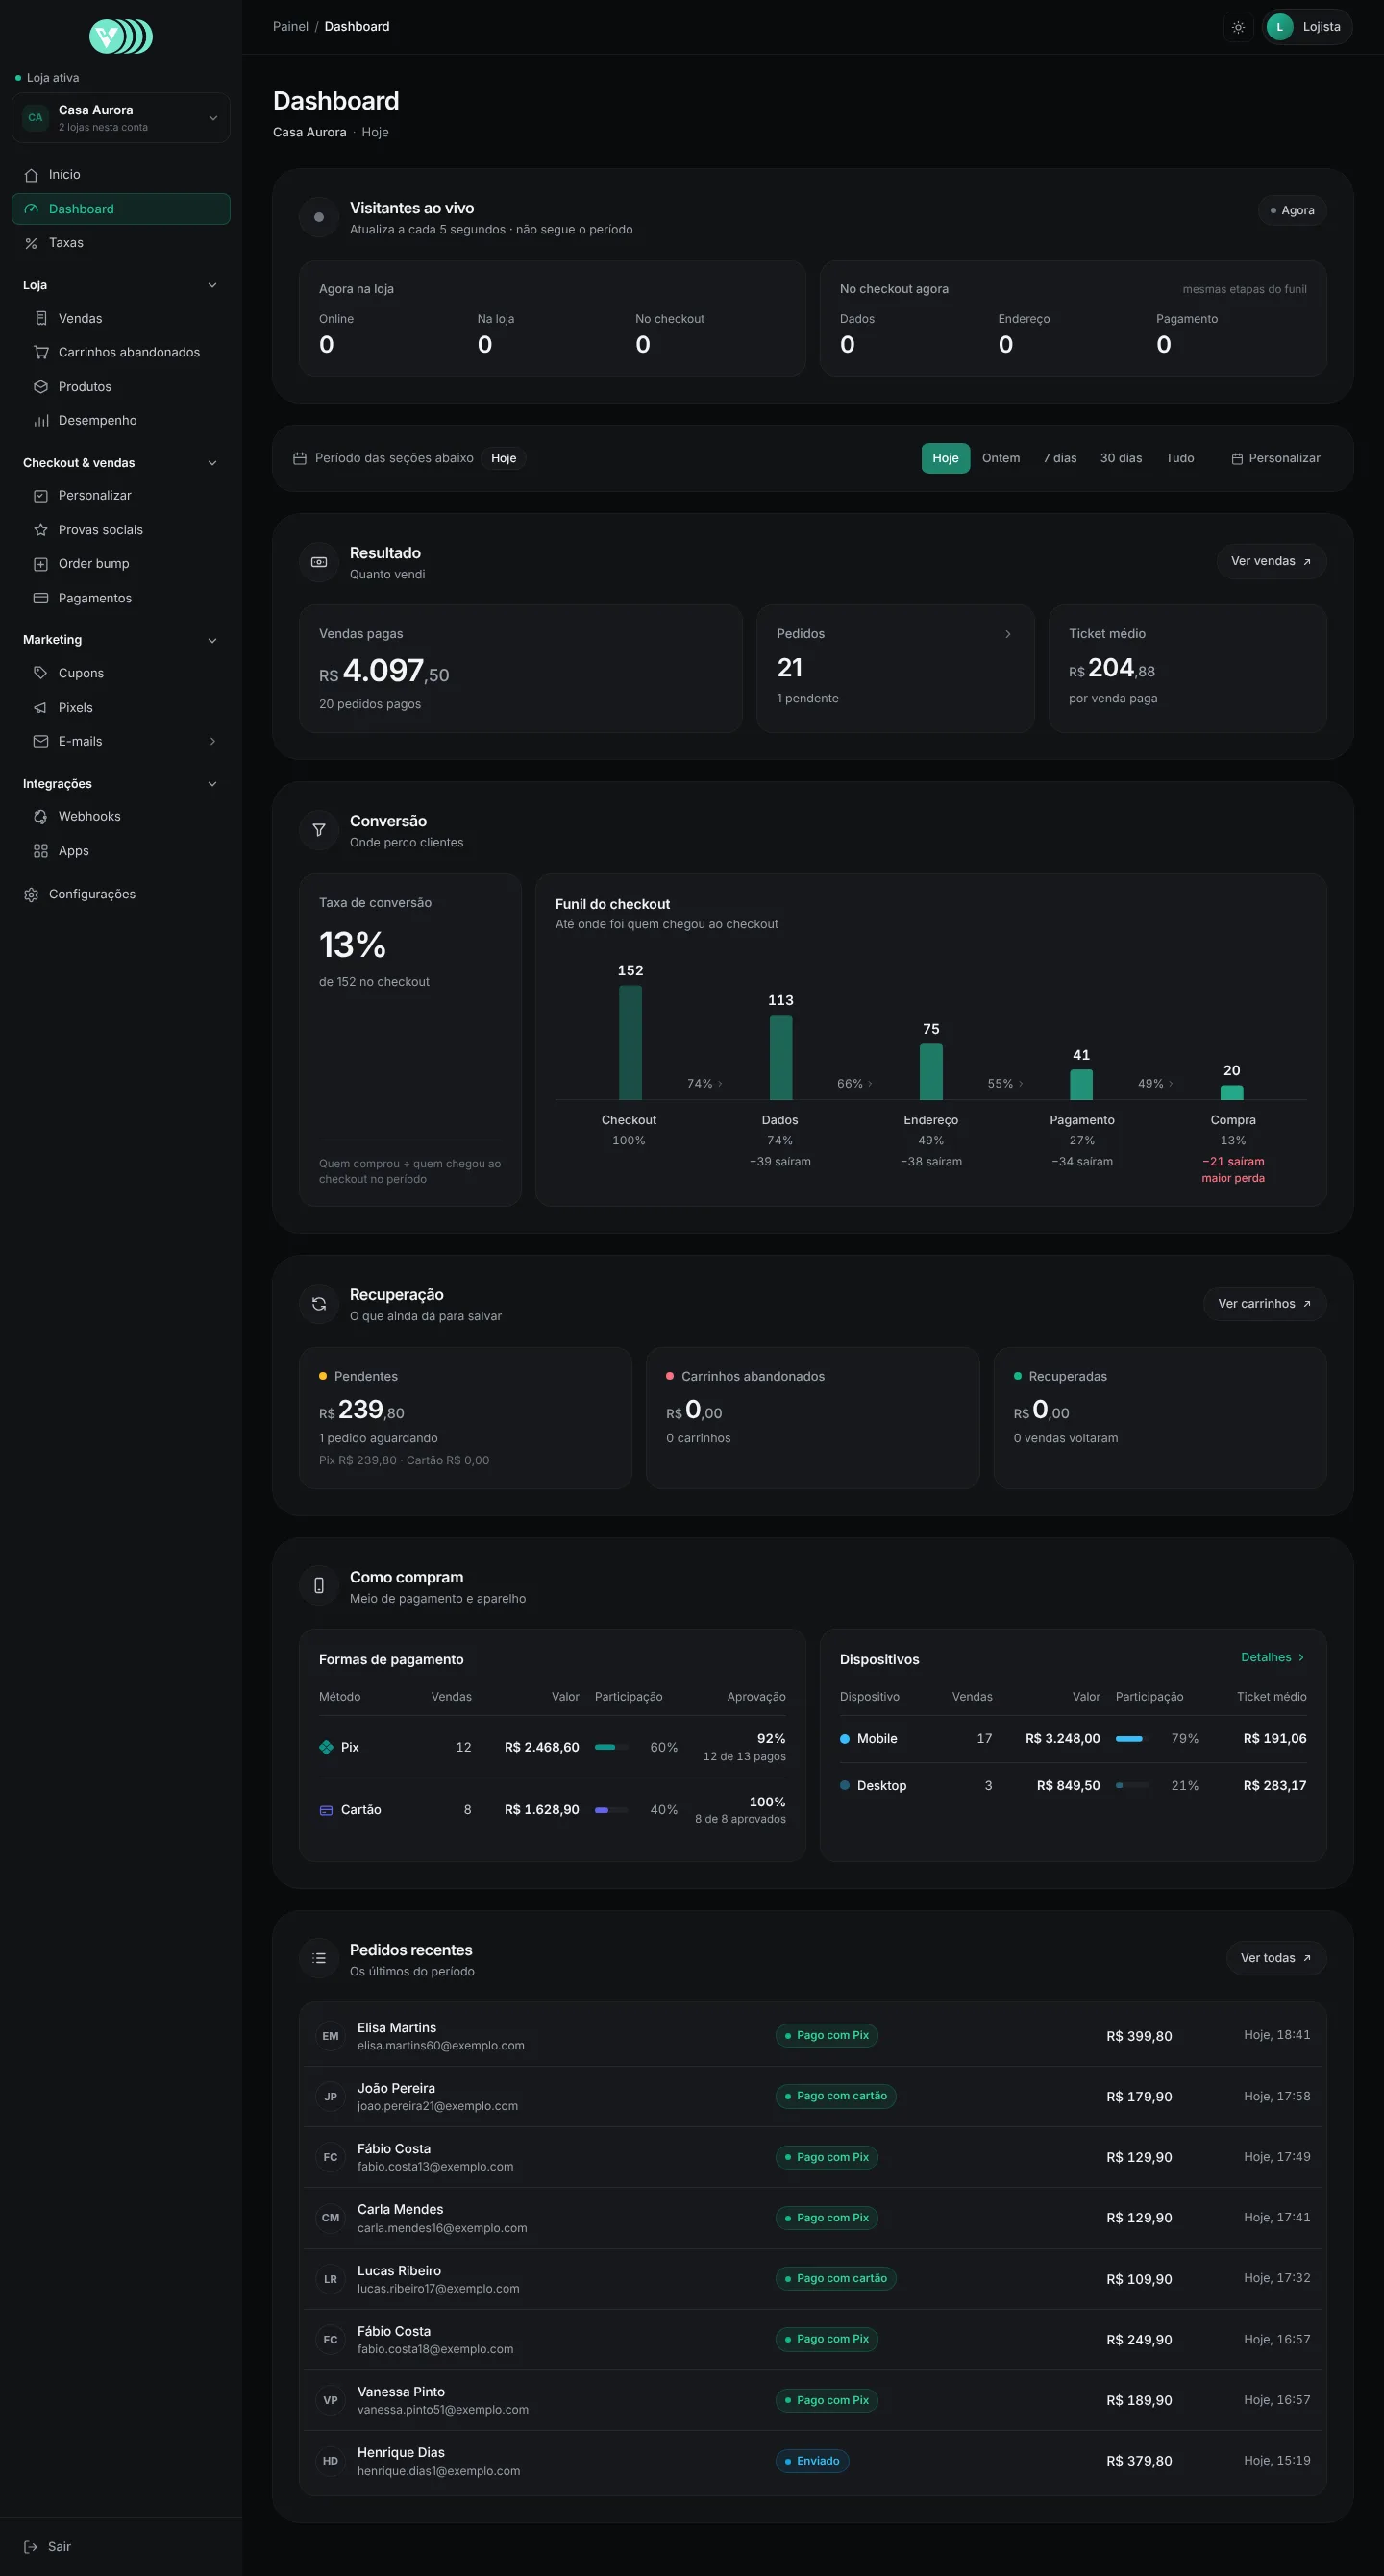 Loja ativa
CA
Casa Aurora
2 lojas nesta conta
Início
Dashboard
Taxas
Loja
Vendas
Carrinhos abandonados
Produtos
Desempenho
Checkout & vendas
Personalizar
Provas sociais
Order bump
Pagamentos
Marketing
Cupons
Pixels
E-mails
Integrações
Webhooks
Apps
Configurações
Sair
Painel / Dashboard
L Lojista
Dashboard
Casa Aurora · Hoje
Visitantes ao vivo
Atualiza a cada 5 segundos · não segue o período
Agora
Agora na loja
Online Na loja No checkout
0 0 0
No checkout agora mesmas etapas do funil
Dados Endereço Pagamento
0 0 0
Período das seções abaixo Hoje
Hoje Ontem 7 dias 30 dias Tudo Personalizar
Resultado
Quanto vendi
Ver vendas
Vendas pagas
R$ 4.097,50
20 pedidos pagos
Pedidos
21
1 pendente
Ticket médio
R$ 204,88
por venda paga
Conversão
Onde perco clientes
Taxa de conversão
13%
de 152 no checkout
Quem comprou ÷ quem chegou ao
checkout no período
Funil do checkout
Até onde foi quem chegou ao checkout
152 113 75 41 20
74% 66% 55% 49%
Checkout Dados Endereço Pagamento Compra
100% 74% 49% 27% 13%
−39 saíram −38 saíram −34 saíram −21 saíram
maior perda
Recuperação
O que ainda dá para salvar
Ver carrinhos
Pendentes
R$ 239,80
1 pedido aguardando
Pix R$ 239,80 · Cartão R$ 0,00
Carrinhos abandonados
R$ 0,00
0 carrinhos
Recuperadas
R$ 0,00
0 vendas voltaram
Como compram
Meio de pagamento e aparelho
Formas de pagamento
Método Vendas Valor Participação Aprovação
Pix 12 R$ 2.468,60 60% 92%
12 de 13 pagos
Cartão 8 R$ 1.628,90 40% 100%
8 de 8 aprovados
Dispositivos Detalhes
Dispositivo Vendas Valor Participação Ticket médio
Mobile 17 R$ 3.248,00 79% R$ 191,06
Desktop 3 R$ 849,50 21% R$ 283,17
Pedidos recentes
Os últimos do período
Ver todas
EM Elisa Martins Pago com Pix R$ 399,80 Hoje, 18:41
elisa.martins60@exemplo.com
JP João Pereira Pago com cartão R$ 179,90 Hoje, 17:58
joao.pereira21@exemplo.com
FC Fábio Costa Pago com Pix R$ 129,90 Hoje, 17:49
fabio.costa13@exemplo.com
CM Carla Mendes Pago com Pix R$ 129,90 Hoje, 17:41
carla.mendes16@exemplo.com
LR Lucas Ribeiro Pago com cartão R$ 109,90 Hoje, 17:32
lucas.ribeiro17@exemplo.com
FC Fábio Costa Pago com Pix R$ 249,90 Hoje, 16:57
fabio.costa18@exemplo.com
VP Vanessa Pinto Pago com Pix R$ 189,90 Hoje, 16:57
vanessa.pinto51@exemplo.com
HD Henrique Dias Enviado R$ 379,80 Hoje, 15:19
henrique.dias1@exemplo.com